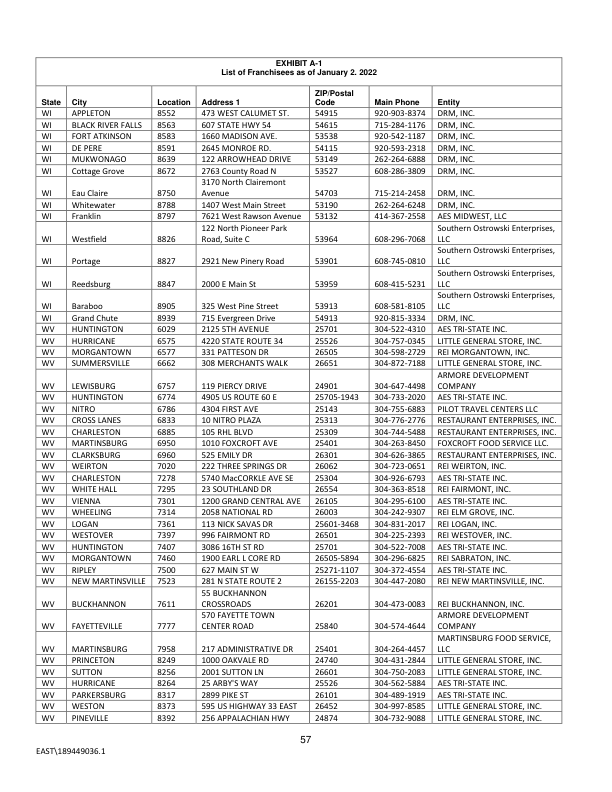 EXHIBIT A-1
List of Franchisees as of January 2. 2022
State City Location Address 1 ZIP/Postal Code Main Phone Entity
WI APPLETON 8552 473 WEST CALUMET ST. 54915 920-903-8374 DRM, INC.
WI BLACK RIVER FALLS 8563 607 STATE HWY 54 54615 715-284-1176 DRM, INC.
WI FORT ATKINSON 8583 1660 MADISON AVE. 53538 920-542-1187 DRM, INC.
WI DE PERE 8591 2645 MONROE RD. 54115 920-593-2318 DRM, INC.
WI MUKWONAGO 8639 122 ARROWHEAD DRIVE 53149 262-264-6888 DRM, INC.
WI Cottage Grove 8672 2763 County Road N 53527 608-286-3809 DRM, INC.
WI Eau Claire 8750 3170 North Clairemont Avenue 54703 715-214-2458 DRM, INC.
WI Whitewater 8788 1407 West Main Street 53190 262-264-6248 DRM, INC.
WI Franklin 8797 7621 West Rawson Avenue 53132 414-367-2558 AES MIDWEST, LLC
WI Westfield 8826 122 North Pioneer Park Road, Suite C 53964 608-296-7068 Southern Ostrowski Enterprises, LLC
WI Portage 8827 2921 New Pinery Road 53901 608-745-0810 Southern Ostrowski Enterprises, LLC
WI Reedsburg 8847 2000 E Main St 53959 608-415-5231 Southern Ostrowski Enterprises, LLC
WI Baraboo 8905 325 West Pine Street 53913 608-581-8105 Southern Ostrowski Enterprises, LLC
WI Grand Chute 8939 715 Evergreen Drive 54913 920-815-3334 DRM, INC.
WV HUNTINGTON 6029 2125 5TH AVENUE 25701 304-522-4310 AES TRI-STATE INC.
WV HURRICANE 6575 4220 STATE ROUTE 34 25526 304-757-0345 LITTLE GENERAL STORE, INC.
WV MORGANTOWN 6577 331 PATTESON DR 26505 304-598-2729 REI MORGANTOWN, INC.
WV SUMMERSVILLE 6662 308 MERCHANTS WALK 26651 304-872-7188 LITTLE GENERAL STORE, INC.
WV LEWISBURG 6757 119 PIERCY DRIVE 24901 304-647-4498 ARMORE DEVELOPMENT COMPANY
WV HUNTINGTON 6774 4905 US ROUTE 60 E 25705-1943 304-733-2020 AES TRI-STATE INC.
WV NITRO 6786 4304 FIRST AVE 25143 304-755-6883 PILOT TRAVEL CENTERS LLC
WV CROSS LANES 6833 10 NITRO PLAZA 25313 304-776-2776 RESTAURANT ENTERPRISES, INC.
WV CHARLESTON 6885 105 RHL BLVD 25309 304-744-5488 RESTAURANT ENTERPRISES, INC.
WV MARTINSBURG 6950 1010 FOXCROFT AVE 25401 304-263-8450 FOXCROFT FOOD SERVICE LLC.
WV CLARKSBURG 6960 525 EMILY DR 26301 304-626-3865 RESTAURANT ENTERPRISES, INC.
WV WEIRTON 7020 222 THREE SPRINGS DR 26062 304-723-0651 REI WEIRTON, INC.
WV CHARLESTON 7278 5740 MacCORKLE AVE SE 25304 304-926-6793 AES TRI-STATE INC.
WV WHITE HALL 7295 23 SOUTHLAND DR 26554 304-363-8518 REI FAIRMONT, INC.
WV VIENNA 7301 1200 GRAND CENTRAL AVE 26105 304-295-6100 AES TRI-STATE INC.
WV WHEELING 7314 2058 NATIONAL RD 26003 304-242-9307 REI ELM GROVE, INC.
WV LOGAN 7361 113 NICK SAVAS DR 25601-3468 304-831-2017 REI LOGAN, INC.
WV WESTOVER 7397 996 FAIRMONT RD 26501 304-225-2393 REI WESTOVER, INC.
WV HUNTINGTON 7407 3086 16TH ST RD 25701 304-522-7008 AES TRI-STATE INC.
WV MORGANTOWN 7460 1900 EARL L CORE RD 26505-5894 304-296-6825 REI SABRATON, INC.
WV RIPLEY 7500 627 MAIN ST W 25271-1107 304-372-4554 AES TRI-STATE INC.
WV NEW MARTINSVILLE 7523 281 N STATE ROUTE 2 26155-2203 304-447-2080 REI NEW MARTINSVILLE, INC.
WV BUCKHANNON 7611 55 BUCKHANNON CROSSROADS 26201 304-473-0083 REI BUCKHANNON, INC.
WV FAYETTEVILLE 7777 570 FAYETTE TOWN CENTER ROAD 25840 304-574-4644 ARMORE DEVELOPMENT COMPANY
WV MARTINSBURG 7958 217 ADMINISTRATIVE DR 25401 304-264-4457 MARTINSBURG FOOD SERVICE, LLC
WV PRINCETON 8249 1000 OAKVALE RD 24740 304-431-2844 LITTLE GENERAL STORE, INC.
WV SUTTON 8256 2001 SUTTON LN 26601 304-750-2083 LITTLE GENERAL STORE, INC.
WV HURRICANE 8264 25 ARBY'S WAY 25526 304-562-5884 AES TRI-STATE INC.
WV PARKERSBURG 8317 2899 PIKE ST 26101 304-489-1919 AES TRI-STATE INC.
WV WESTON 8373 595 US HIGHWAY 33 EAST 26452 304-997-8585 LITTLE GENERAL STORE, INC.
WV PINEVILLE 8392 256 APPALACHIAN HWY 24874 304-732-9088 LITTLE GENERAL STORE, INC.
57
EAST\189449036.1